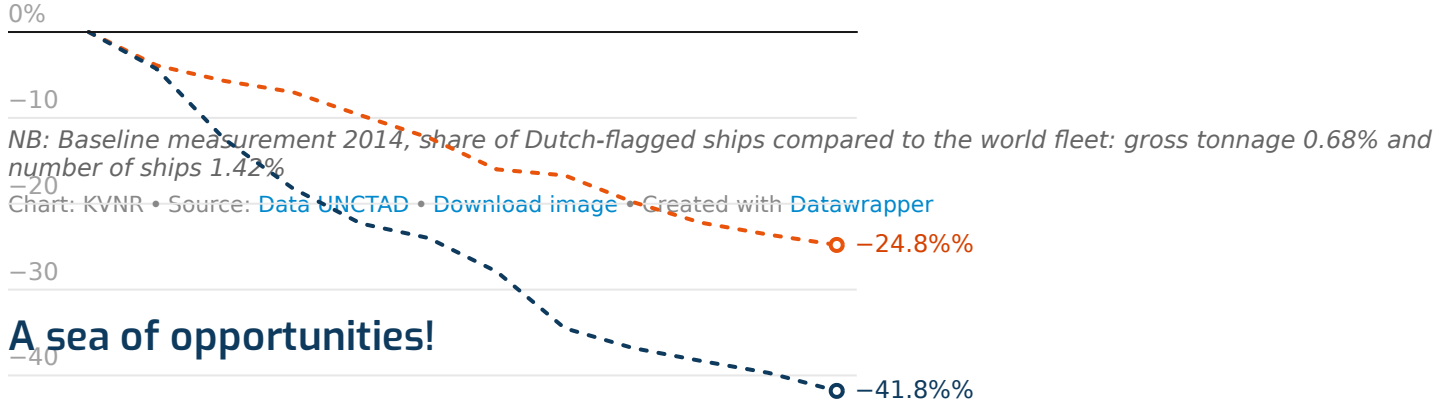 0%
−10
NB: Baseline measurement 2014, share of Dutch-flagged ships compared to the world fleet: gross tonnage 0.68% and
number of ships 1.42%
−20
Chart: KVNR • Source: Data UNCTAD • Download image • Created with Datawrapper
−24.8%%
−30
A sea of opportunities!
−40
−41.8%%